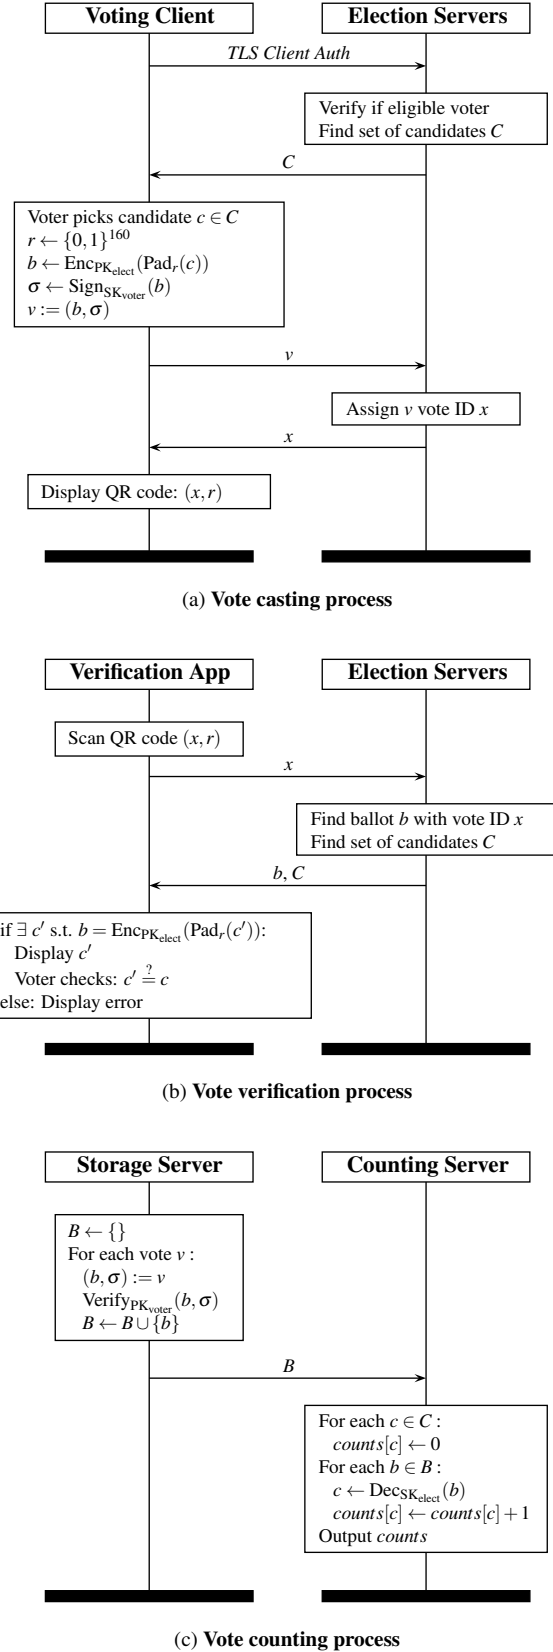 Voting Client
Election Servers
TLS Client Auth
Verify if eligible voter
Find set of candidates C
C
Voter picks candidate c ∈ C
r ← {0,1}^160
b ← Enc_PK_elect(Pad_r(c))
σ ← Sign_SK_voter(b)
v := (b,σ)
v
Assign v vote ID x
x
Display QR code: (x,r)
(a) Vote casting process
Verification App
Election Servers
Scan QR code (x,r)
x
Find ballot b with vote ID x
Find set of candidates C
b, C
if ∃ c′ s.t. b = Enc_PK_elect(Pad_r(c′)):
Display c′
Voter checks: c′ ≟ c
else: Display error
(b) Vote verification process
Storage Server
Counting Server
B ← {}
For each vote v :
(b,σ) := v
Verify_PK_voter(b,σ)
B ← B ∪ {b}
B
For each c ∈ C :
counts[c] ← 0
For each b ∈ B :
c ← Dec_SK_elect(b)
counts[c] ← counts[c] + 1
Output counts
(c) Vote counting process